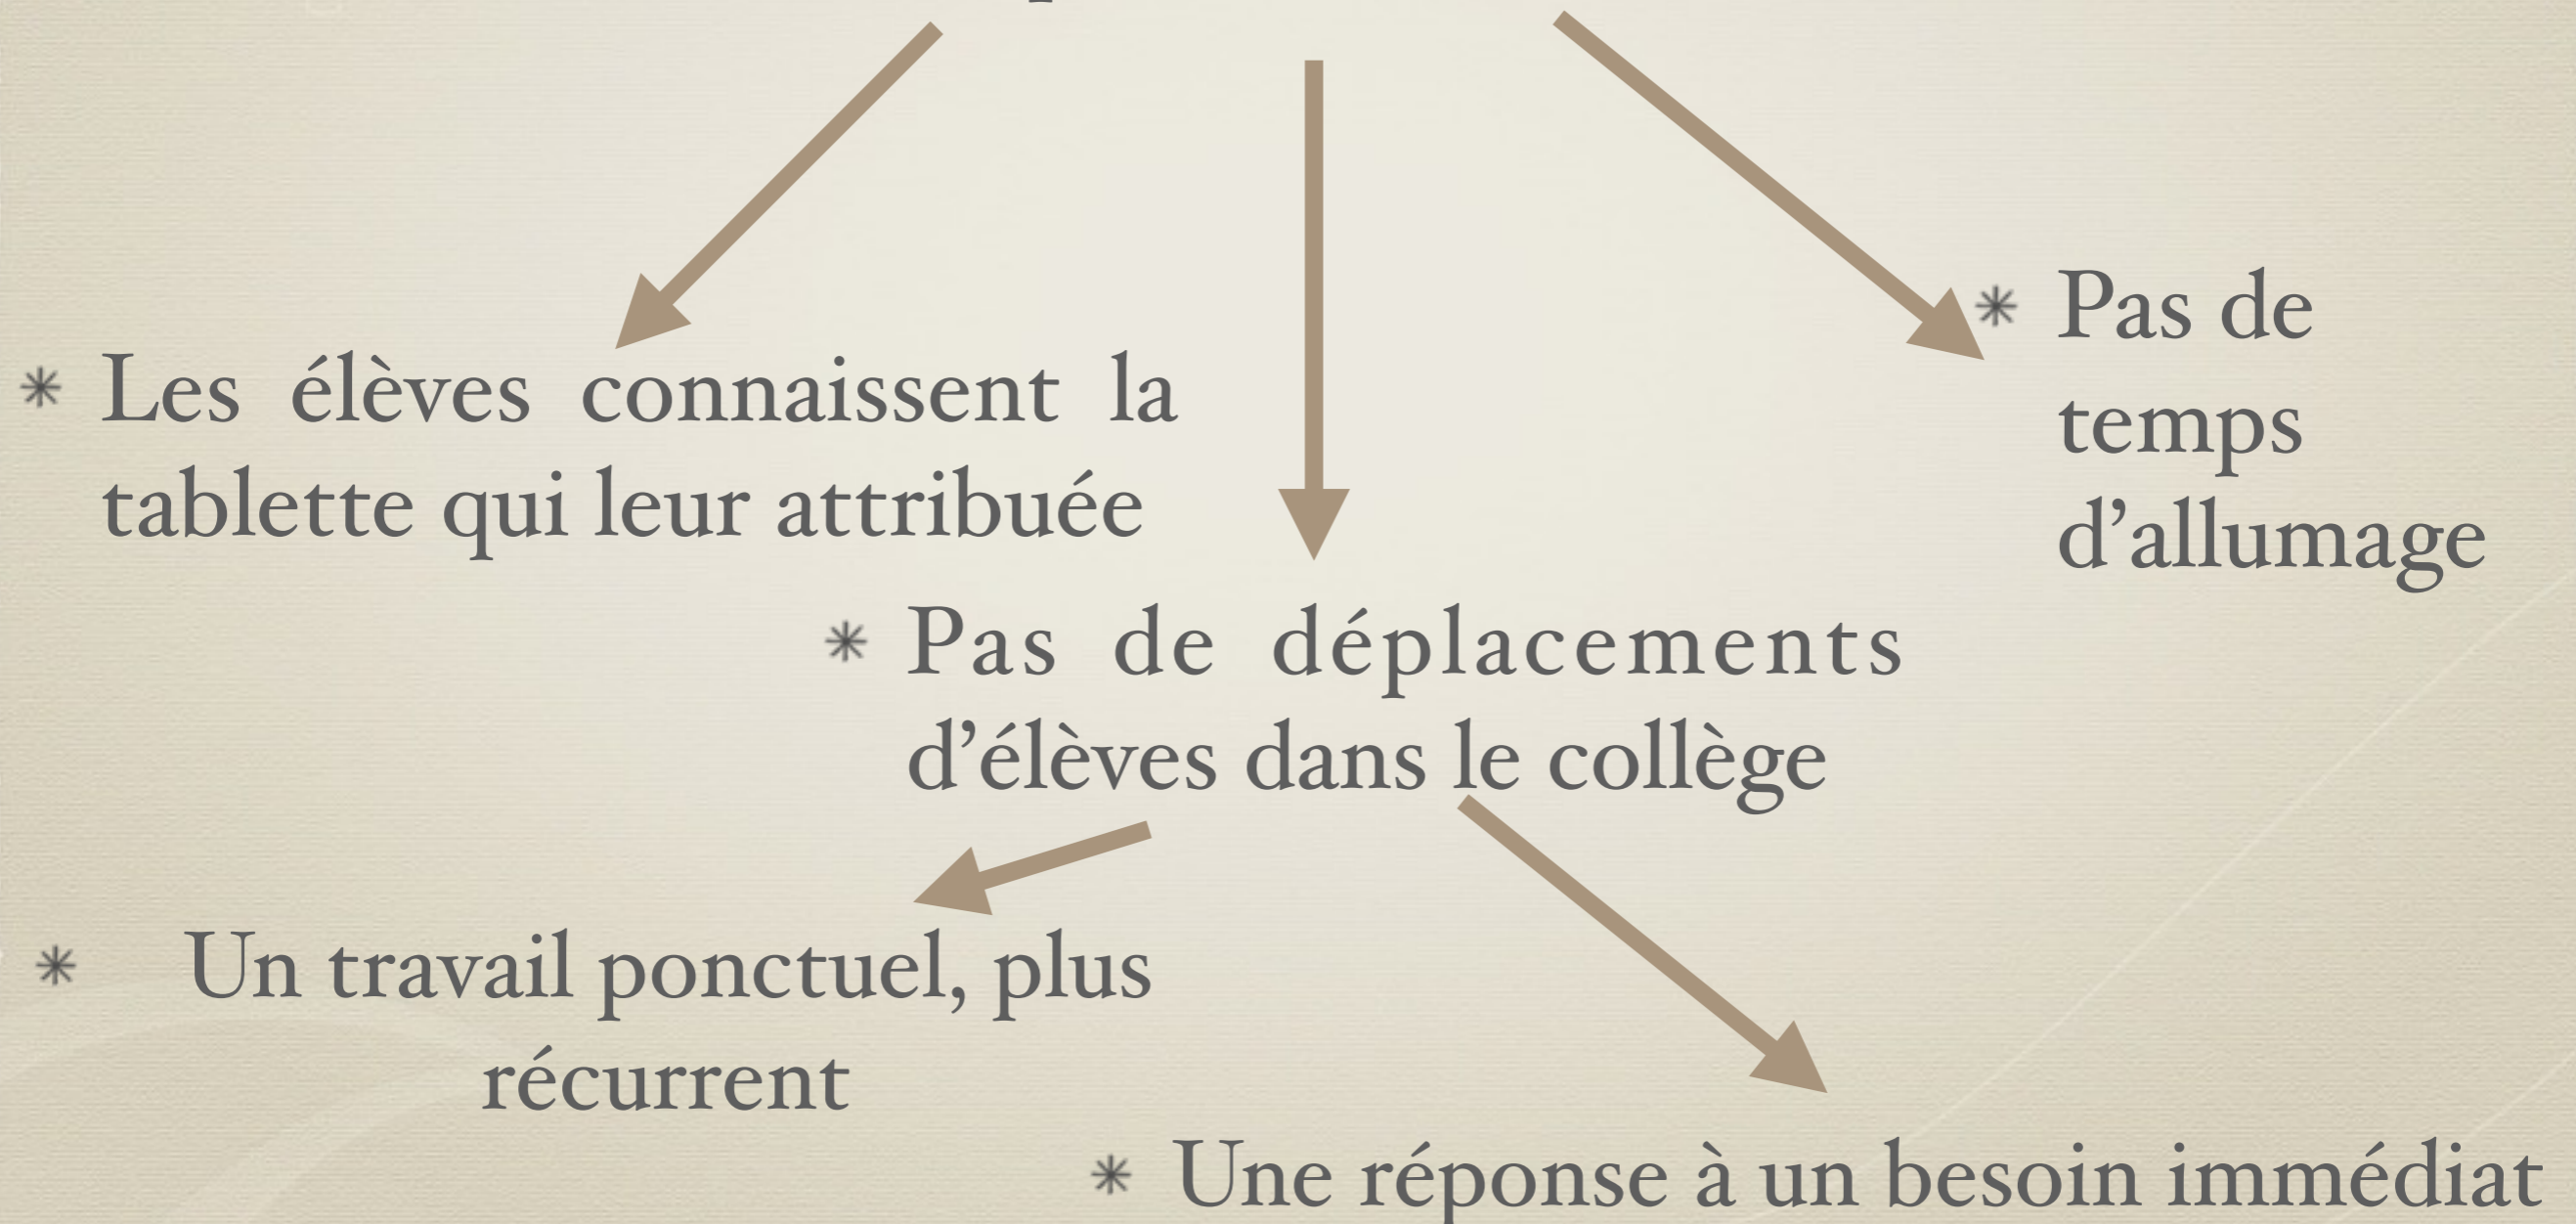 Pas de
temps
d’allumage
Les élèves connaissent la
tablette qui leur attribuée
Pas de déplacements
d’élèves dans le collège
Un travail ponctuel, plus
récurrent
Une réponse à un besoin immédiat